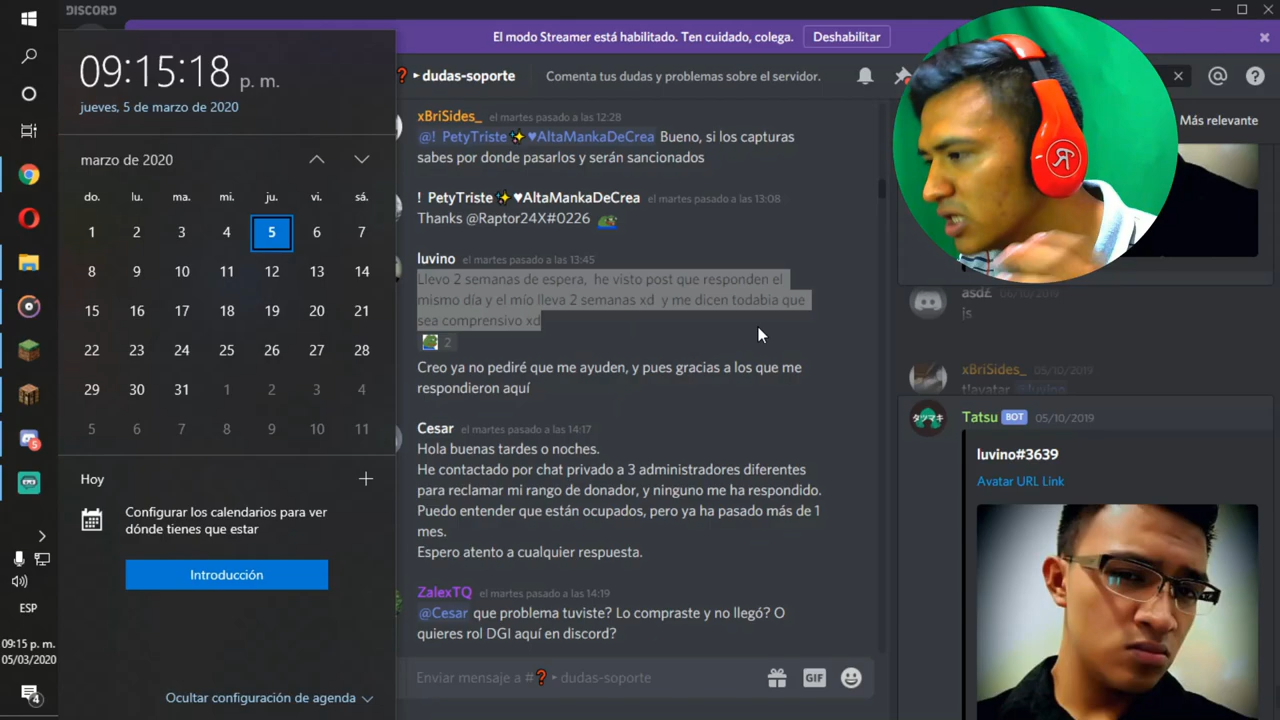 DISCORD
El modo Streamer está habilitado. Ten cuidado, colega.
Deshabilitar
09:15:18 p. m.
jueves, 5 de marzo de 2020
marzo de 2020
do. lu. ma. mi. ju. vi. sá.
1 2 3 4 5 6 7
8 9 10 11 12 13 14
15 16 17 18 19 20 21
22 23 24 25 26 27 28
29 30 31 1 2 3 4
5 6 7 8 9 10 11
Hoy
Configurar los calendarios para ver
dónde tienes que estar
Introducción
Ocultar configuración de agenda
ESP
09:15 p. m.
05/03/2020
4
5
❓ ▸ dudas-soporte
Comenta tus dudas y problemas sobre el servidor.
xBriSides_ el martes pasado a las 12:28
@! PetyTriste✨♥AltaMankaDeCrea Bueno, si los capturas
sabes por donde pasarlos y serán sancionados
! PetyTriste✨♥AltaMankaDeCrea el martes pasado a las 13:08
Thanks @Raptor24X#0226
luvino el martes pasado a las 13:45
Llevo 2 semanas de espera, he visto post que responden el
mismo día y el mío lleva 2 semanas xd y me dicen todabia que
sea comprensivo xd
2
Creo ya no pediré que me ayuden, y pues gracias a los que me
respondieron aquí
Cesar el martes pasado a las 14:17
Hola buenas tardes o noches.
He contactado por chat privado a 3 administradores diferentes
para reclamar mi rango de donador, y ninguno me ha respondido.
Puedo entender que están ocupados, pero ya ha pasado más de 1
mes.
Espero atento a cualquier respuesta.
ZalexTQ el martes pasado a las 14:19
@Cesar que problema tuviste? Lo compraste y no llegó? O
quieres rol DGI aquí en discord?
Enviar mensaje a #❓▸dudas-soporte
GIF
Más relevante
asd£ 06/10/2019
js
xBriSides_ 05/10/2019
t!avatar @luvino
Tatsu BOT 05/10/2019
タツマキ
luvino#3639
Avatar URL Link